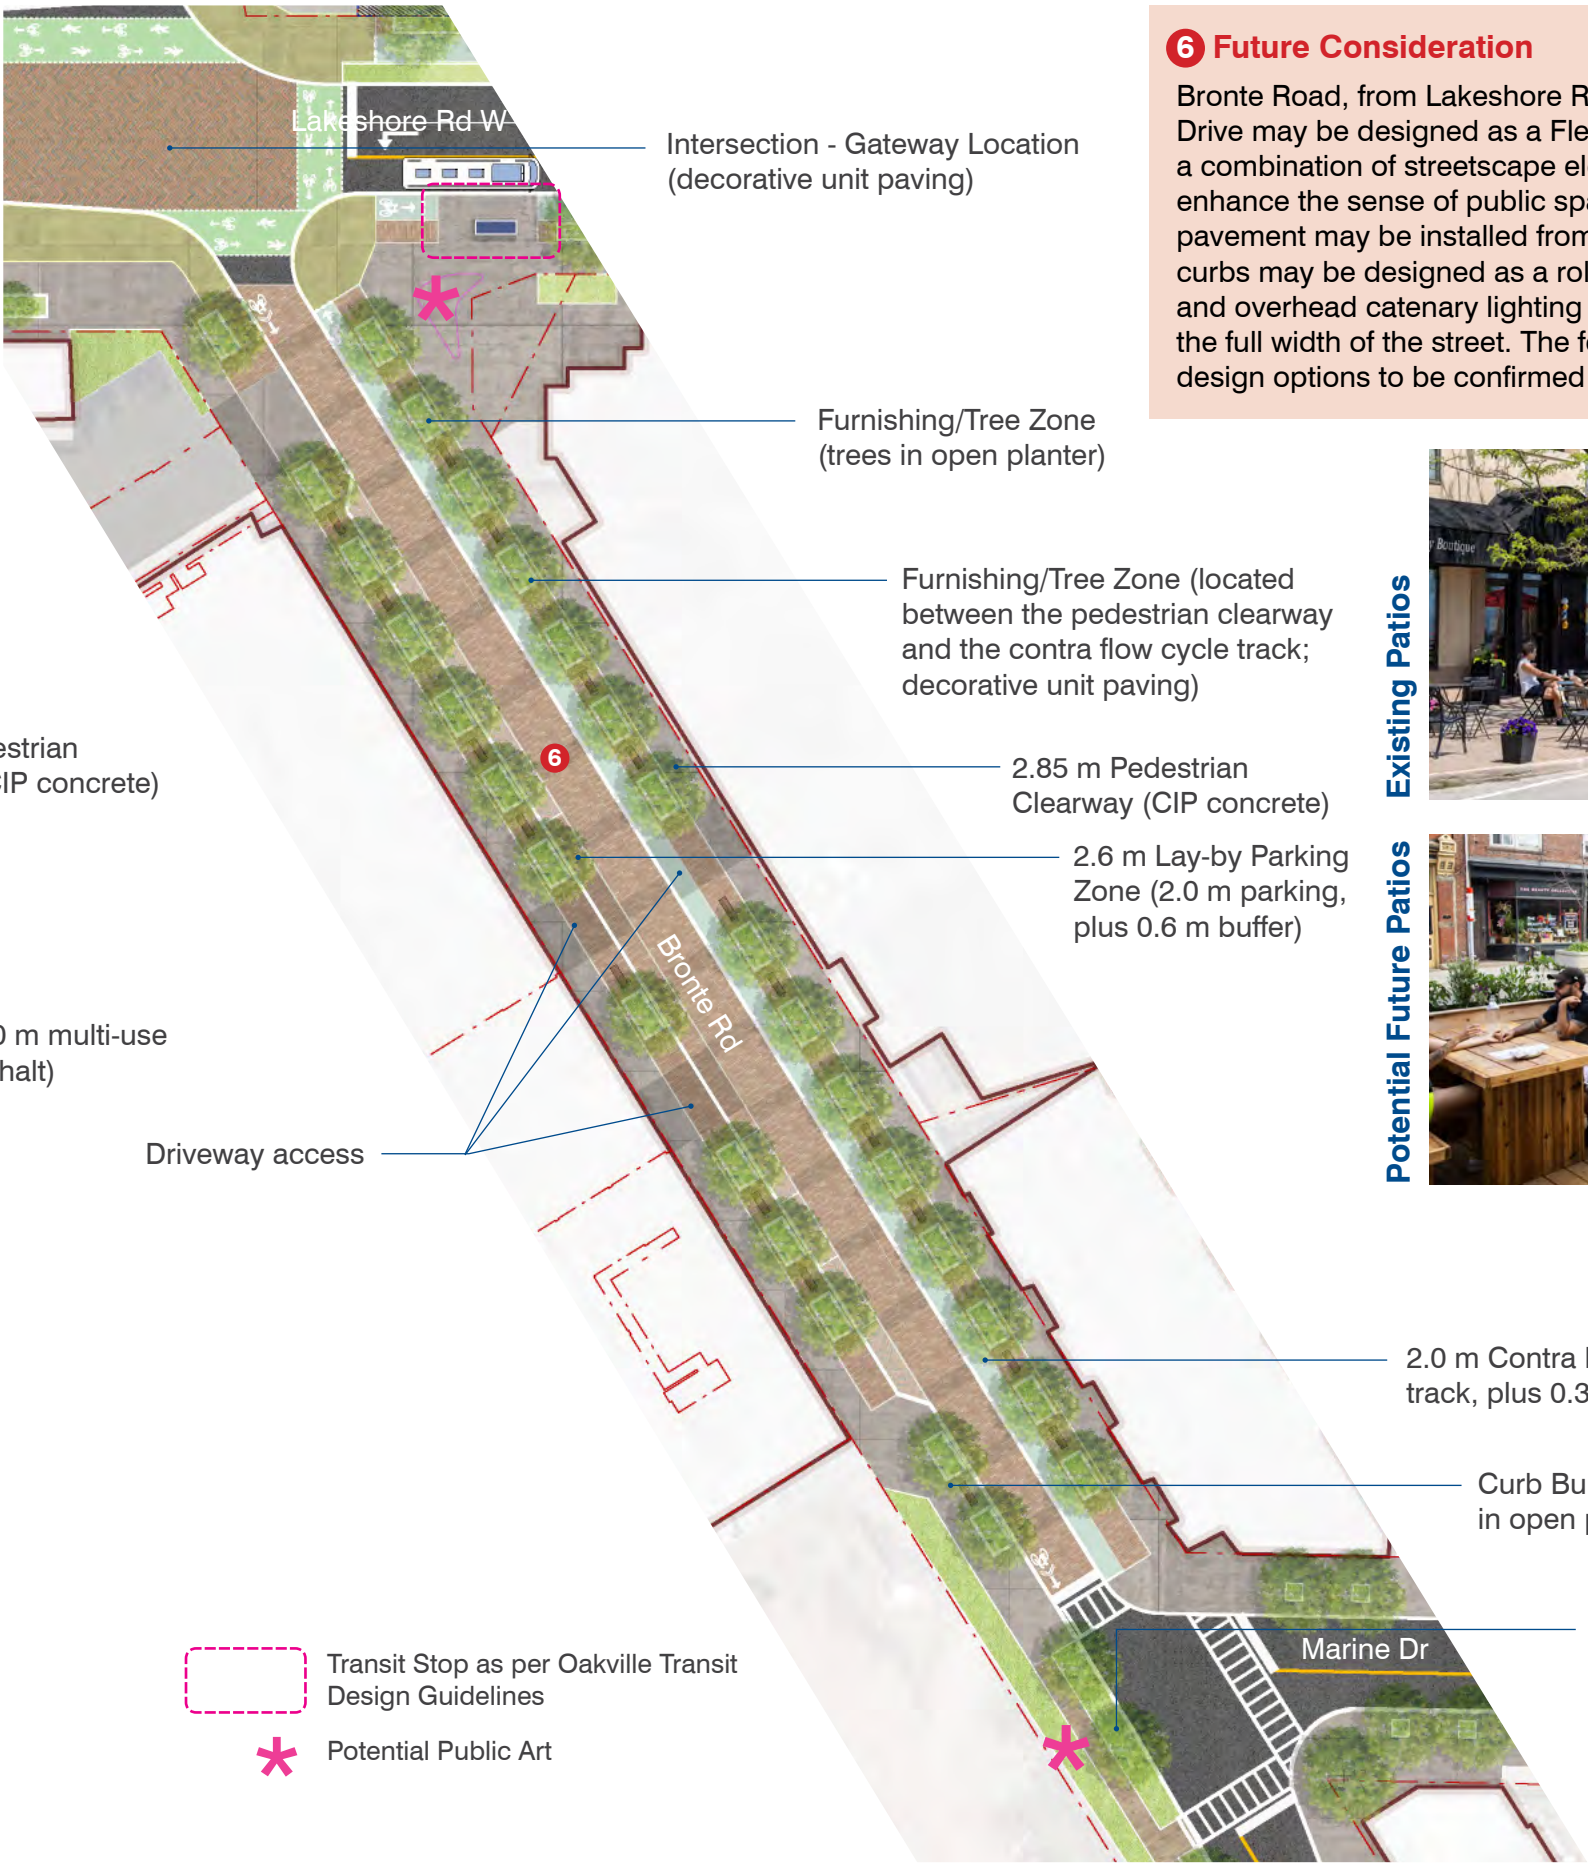 6 Future Consideration
Bronte Road, from Lakeshore R
Drive may be designed as a Fle
a combination of streetscape ele
enhance the sense of public spa
pavement may be installed from
curbs may be designed as a rol
and overhead catenary lighting
the full width of the street. The fo
design options to be confirmed
Lakeshore Rd W
Intersection - Gateway Location
(decorative unit paving)
Furnishing/Tree Zone
(trees in open planter)
Furnishing/Tree Zone (located
between the pedestrian clearway
and the contra flow cycle track;
decorative unit paving)
Existing Patios
y Boutique
estrian
CIP concrete)
6
2.85 m Pedestrian
Clearway (CIP concrete)
2.6 m Lay-by Parking
Zone (2.0 m parking,
plus 0.6 m buffer)
Potential Future Patios
Bronte Rd
0 m multi-use
halt)
Driveway access
2.0 m Contra
track, plus 0.3
Curb Bu
in open p
Marine Dr
Transit Stop as per Oakville Transit
Design Guidelines
Potential Public Art